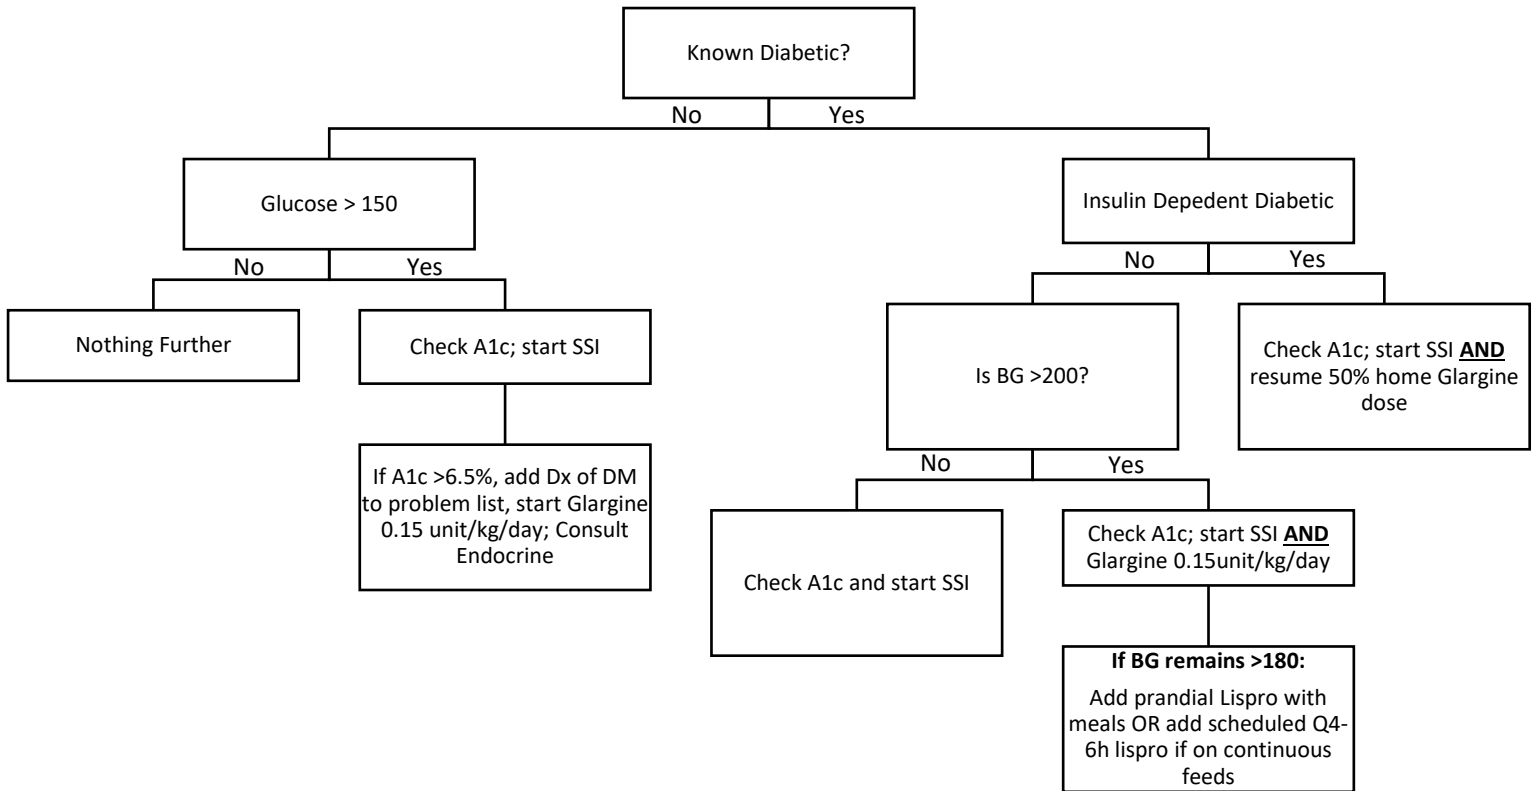 Known Diabetic?
No
Yes
Glucose > 150
Insulin Depedent Diabetic
No
Yes
No
Yes
Nothing Further
Check A1c; start SSI
Is BG >200?
Check A1c; start SSI AND
resume 50% home Glargine
dose
If A1c >6.5%, add Dx of DM
to problem list, start Glargine
0.15 unit/kg/day; Consult
Endocrine
No
Yes
Check A1c and start SSI
Check A1c; start SSI AND
Glargine 0.15unit/kg/day
If BG remains >180:
Add prandial Lispro with
meals OR add scheduled Q4-
6h lispro if on continuous
feeds